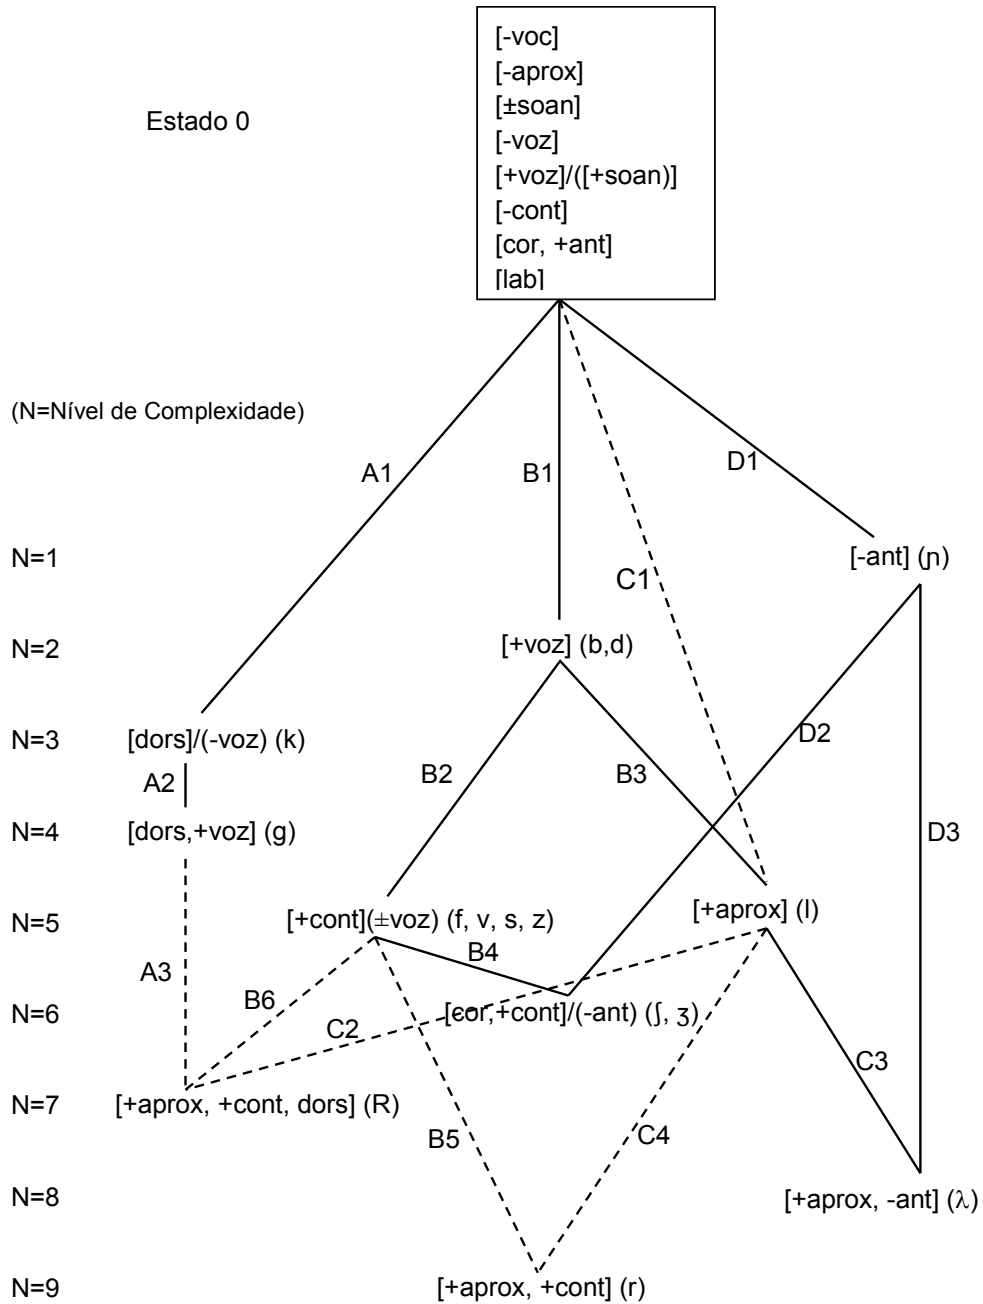 [-voc]
[-aprox]
[±soan]
Estado 0
[-voz]
[+voz]/([+soan)]
[-cont]
[cor, +ant]
[lab]
(N=Nível de Complexidade)
A1
B1
D1
N=1
[-ant] (ɲ)
C1
N=2
[+voz] (b,d)
N=3
[dors]/(-voz) (k)
D2
A2
B2
B3
N=4
[dors,+voz] (g)
D3
N=5
[+cont](±voz) (f, v, s, z)
[+aprox] (l)
B4
A3
B6
C2
N=6
[cor,+cont]/(-ant) (ʃ, ʒ)
C3
N=7
[+aprox, +cont, dors] (R)
B5
C4
N=8
[+aprox, -ant] (λ)
N=9
[+aprox, +cont] (r)